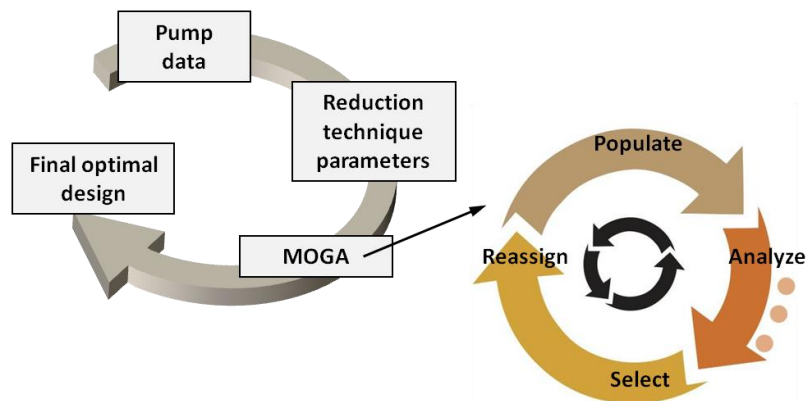 Pump
data
Reduction
technique
parameters
Final optimal
design
MOGA
Populate
Reassign
Analyze
Select